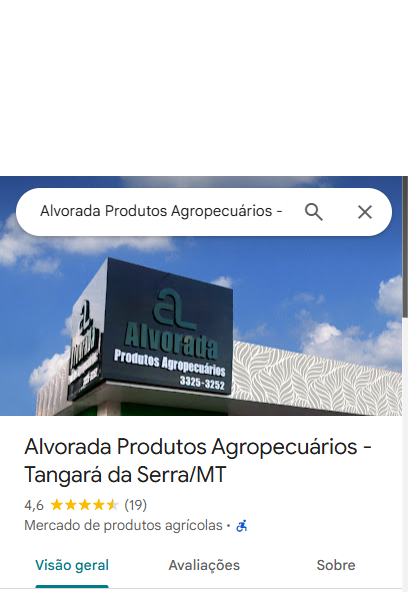 Alvorada Produtos Agropecuários -
Alvorada
Produtos Agropecuários
3325-3252
Alvorada Produtos Agropecuários -
Tangará da Serra/MT
4,6 (19)
Mercado de produtos agrícolas ·
Visão geral Avaliações Sobre